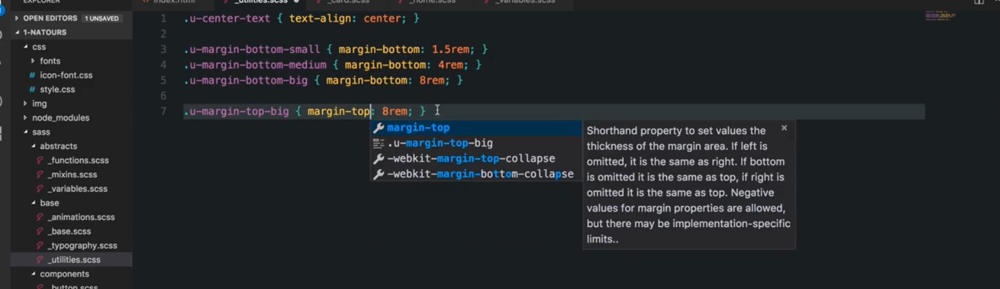 EXPLORER
index.html
_utilities.scss
_card.scss
_home.scss
_variables.scss
OPEN EDITORS 1 UNSAVED
1-NATOURS
css
fonts
# icon-font.css
# style.css
img
node_modules
sass
abstracts
_functions.scss
_mixins.scss
_variables.scss
base
_animations.scss
_base.scss
_typography.scss
_utilities.scss
components
_button.scss
1 .u-center-text { text-align: center; }
2
3 .u-margin-bottom-small { margin-bottom: 1.5rem; }
4 .u-margin-bottom-medium { margin-bottom: 4rem; }
5 .u-margin-bottom-big { margin-bottom: 8rem; }
6
7 .u-margin-top-big { margin-top: 8rem; }
margin-top
.u-margin-top-big
-webkit-margin-top-collapse
-webkit-margin-bottom-collapse
Shorthand property to set values the
thickness of the margin area. If left is
omitted, it is the same as right. If bottom
is omitted it is the same as top, if right is
omitted it is the same as top. Negative
values for margin properties are allowed,
but there may be implementation-specific
limits..